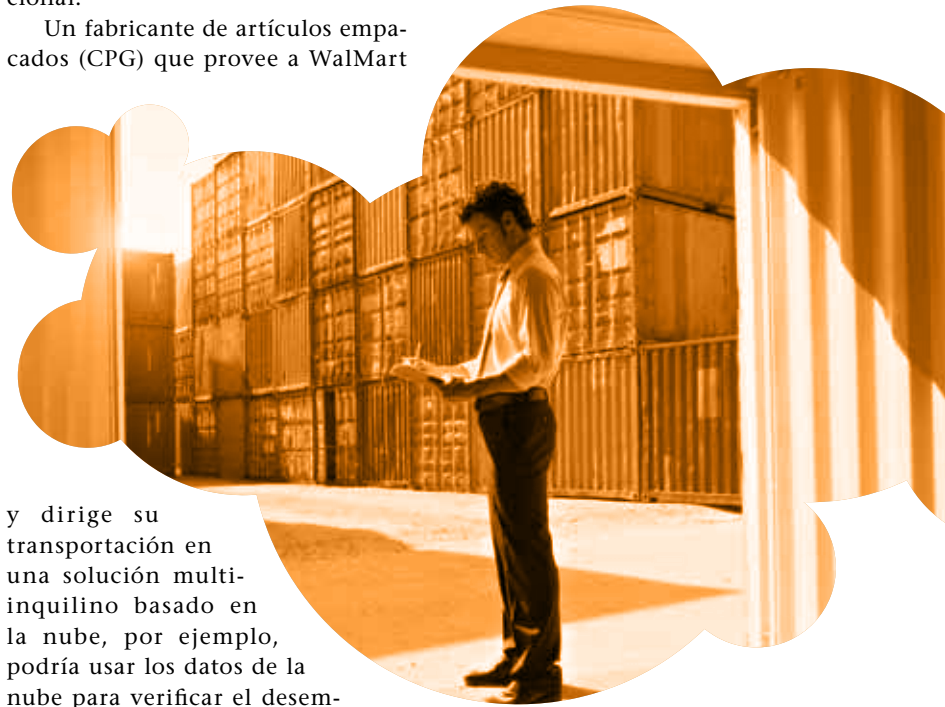 cional.
Un fabricante de artículos empa-
cados (CPG) que provee a WalMart
y dirige su
transportación en
una solución multi-
inquilino basado en
la nube, por ejemplo,
podría usar los datos de la
nube para verificar el desem-